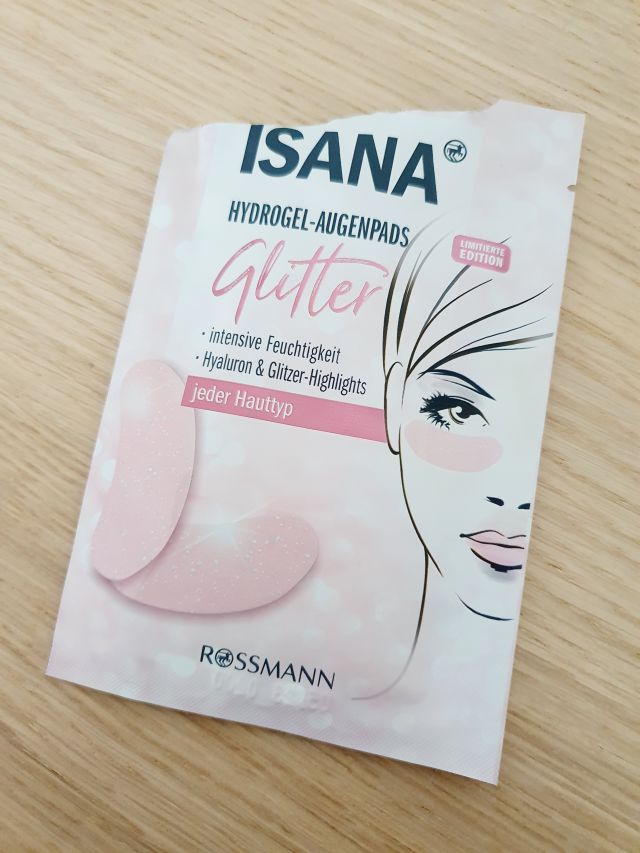 ISANA
HYDROGEL-AUGENPADS
Glitter
LIMITIERTE
EDITION
· intensive Feuchtigkeit
· Hyaluron & Glitzer-Highlights
jeder Hauttyp
ROSSMANN